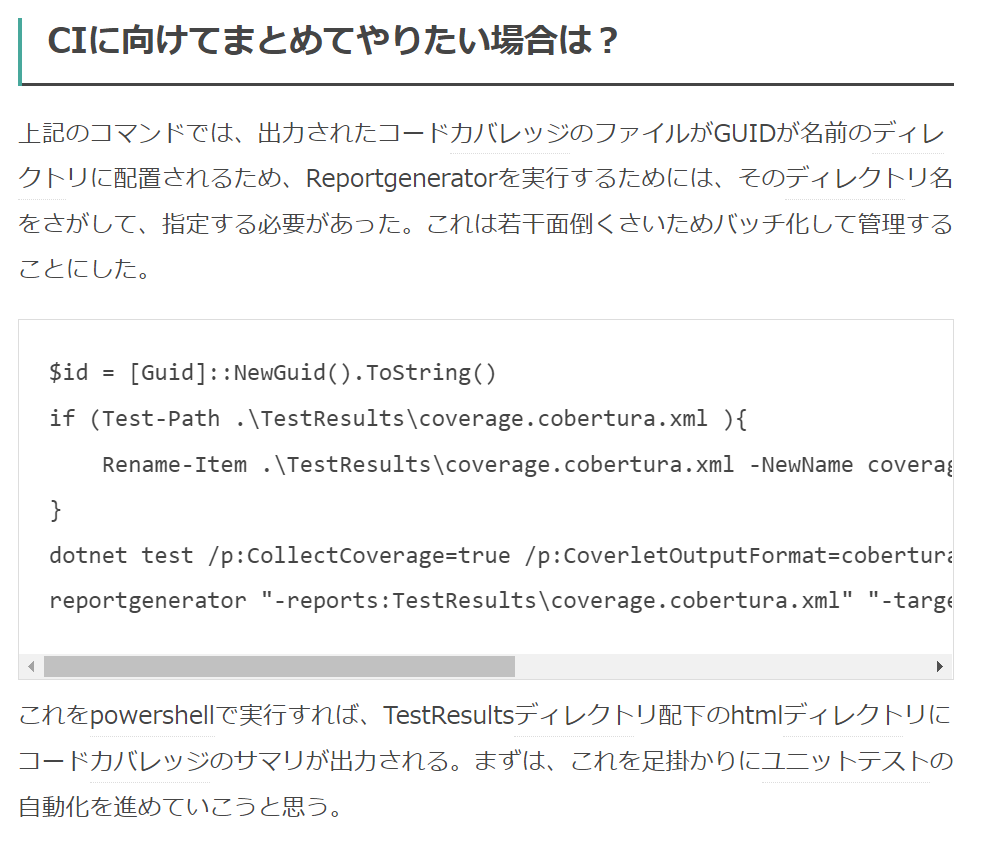 CIに向けてまとめてやりたい場合は？
上記のコマンドでは、出力されたコードカバレッジのファイルがGUIDが名前のディレ
クトリに配置されるため、Reportgeneratorを実行するためには、そのディレクトリ名
をさがして、指定する必要があった。これは若干面倒くさいためバッチ化して管理する
ことにした。
$id = [Guid]::NewGuid().ToString()
if (Test-Path .\TestResults\coverage.cobertura.xml ){
    Rename-Item .\TestResults\coverage.cobertura.xml -NewName coverag
}
dotnet test /p:CollectCoverage=true /p:CoverletOutputFormat=cobertura
reportgenerator "-reports:TestResults\coverage.cobertura.xml" "-targe
これをpowershellで実行すれば、TestResultsディレクトリ配下のhtmlディレクトリに
コードカバレッジのサマリが出力される。まずは、これを足掛かりにユニットテストの
自動化を進めていこうと思う。